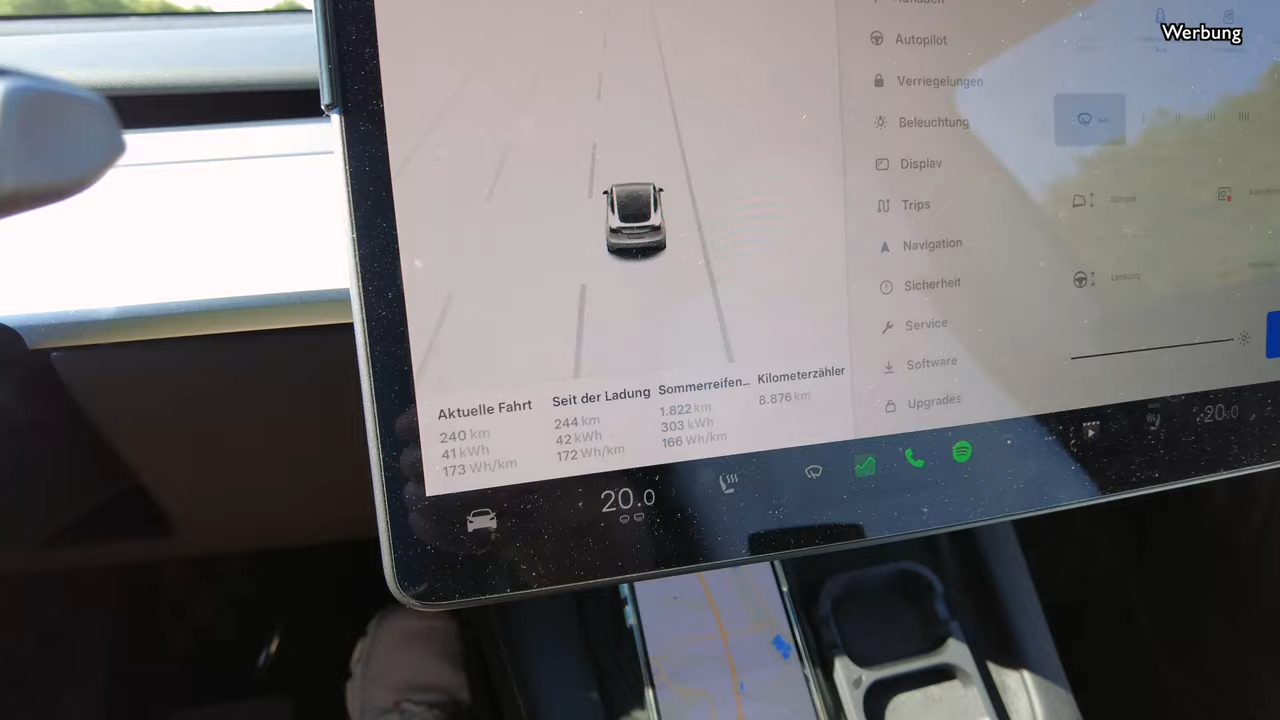 Werbung
Autopilot
Verriegelungen
Beleuchtung
Display
Trips
Navigation
Sicherheit
Service
Software
Upgrades
Spiegel
Lenkung
Aktuelle Fahrt
240 km
41 kWh
173 Wh/km
Seit der Ladung
244 km
42 kWh
172 Wh/km
Sommerreifen...
1.822 km
303 kWh
166 Wh/km
Kilometerzähler
8.876 km
20.0
20.0